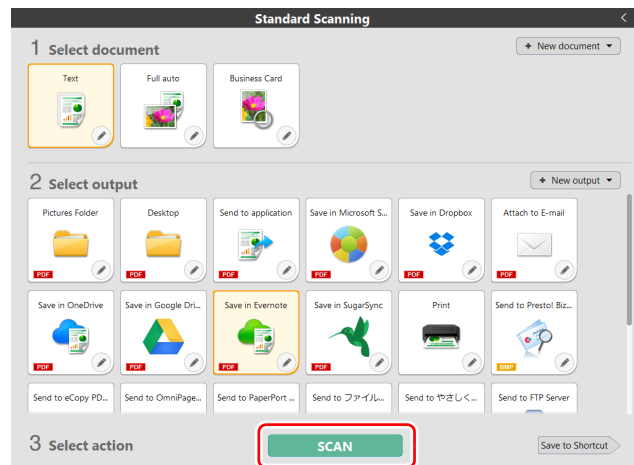 Standard Scanning
1 Select document
+ New document
Text
Full auto
Business Card
2 Select output
+ New output
Pictures Folder
Desktop
Send to application
Save in Microsoft S...
Save in Dropbox
Attach to E-mail
PDF
PDF
PDF
PDF
PDF
PDF
Save in OneDrive
Save in Google Dri...
Save in Evernote
Save in SugarSync
Print
Send to Presto! Biz...
PDF
PDF
PDF
PDF
BMP
Send to eCopy PD...
Send to OmniPage...
Send to PaperPort ...
Send to ファイル...
Send to やさしく...
Send to FTP Server
3 Select action
SCAN
Save to Shortcut